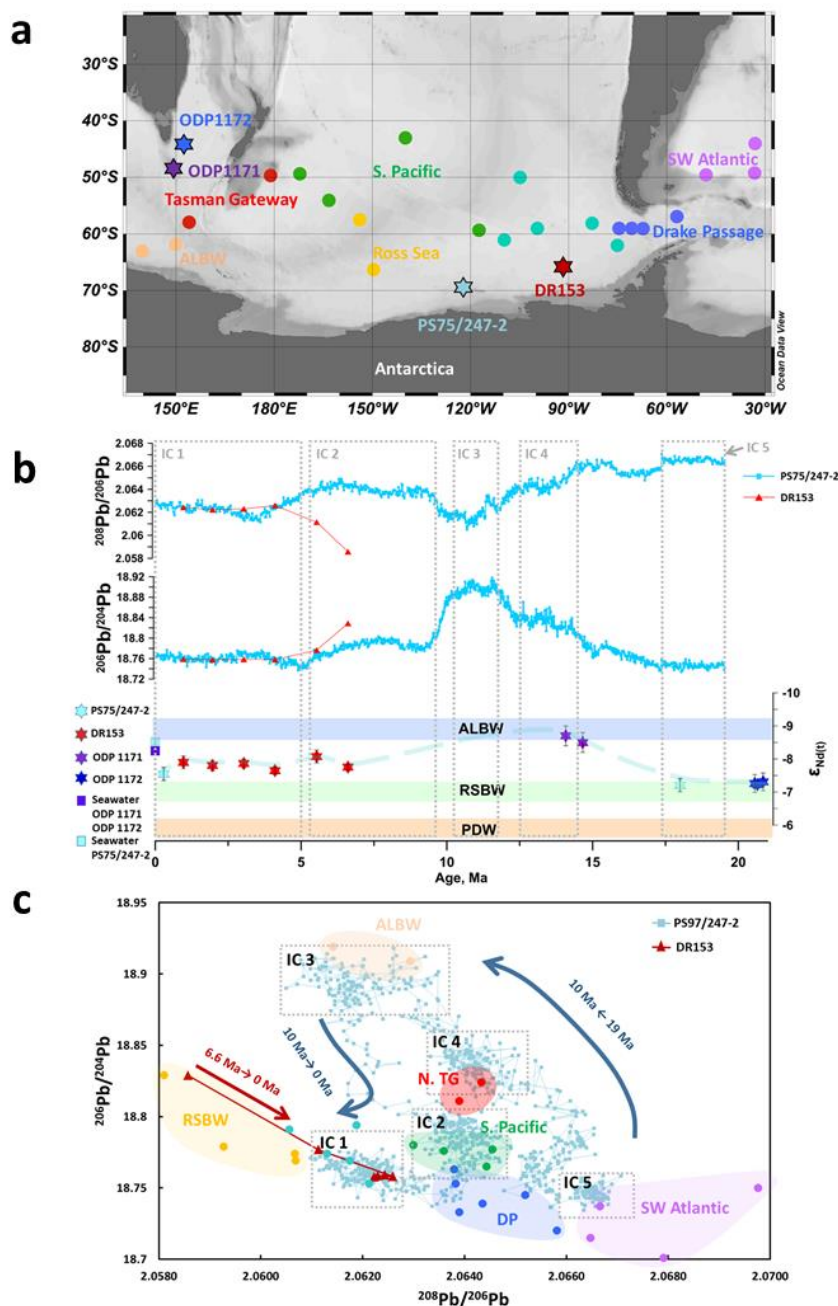 a
30°S
40°S
50°S
60°S
70°S
80°S
ODP1172
ODP1171
Tasman Gateway
ALBW
S. Pacific
Ross Sea
PS75/247-2
DR153
SW Atlantic
Drake Passage
Antarctica
Ocean Data View
150°E 180°E 150°W 120°W 90°W 60°W 30°W
b
IC 1
IC 2
IC 3
IC 4
IC 5
PS75/247-2
DR153
²⁰⁸Pb/²⁰⁶Pb
2.068
2.066
2.064
2.062
2.06
2.058
²⁰⁶Pb/²⁰⁴Pb
18.92
18.88
18.84
18.8
18.76
18.72
PS75/247-2
DR153
ODP 1171
ODP 1172
Seawater
ODP 1171
ODP 1172
Seawater
PS75/247-2
ALBW
RSBW
PDW
-10
-9
-8
-7
-6
εNd(t)
0 5 10 15 20
Age, Ma
c
18.95
18.9
18.85
18.8
18.75
18.7
²⁰⁶Pb/²⁰⁴Pb
PS97/247-2
DR153
ALBW
IC 3
IC 4
N. TG
IC 2
S. Pacific
IC 1
IC 5
RSBW
DP
SW Atlantic
6.6 Ma→ 0 Ma
10 Ma→ 0 Ma
10 Ma ← 19 Ma
2.0580 2.0600 2.0620 2.0640 2.0660 2.0680 2.0700
²⁰⁸Pb/²⁰⁶Pb